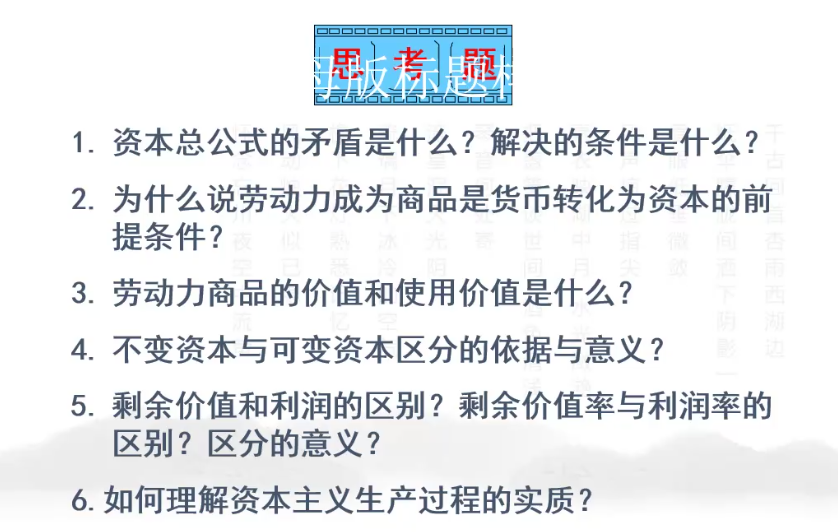 思考题
母版标题样
1. 资本总公式的矛盾是什么？解决的条件是什么？
2. 为什么说劳动力成为商品是货币转化为资本的前
提条件？
3. 劳动力商品的价值和使用价值是什么？
4. 不变资本与可变资本区分的依据与意义？
5. 剩余价值和利润的区别？剩余价值率与利润率的
区别？区分的意义？
6.如何理解资本主义生产过程的实质？